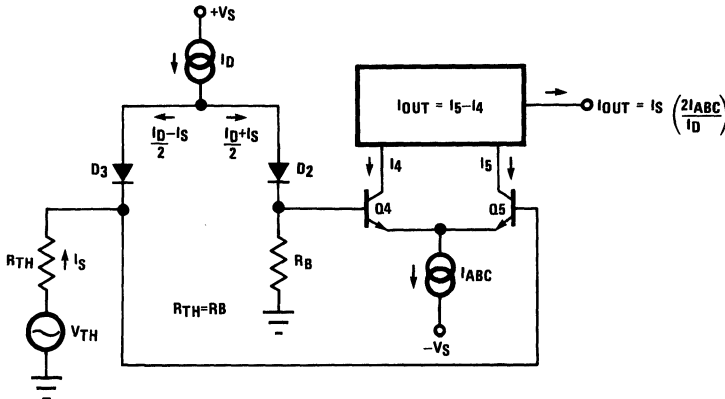 +VS
ID
ID/2 -IS
ID/2 +IS
IOUT = I5-I4
IOUT = IS (2IABC/ID)
D3
D2
I4
I5
Q4
Q5
RTH
IS
RB
IABC
RTH=RB
VTH
-VS